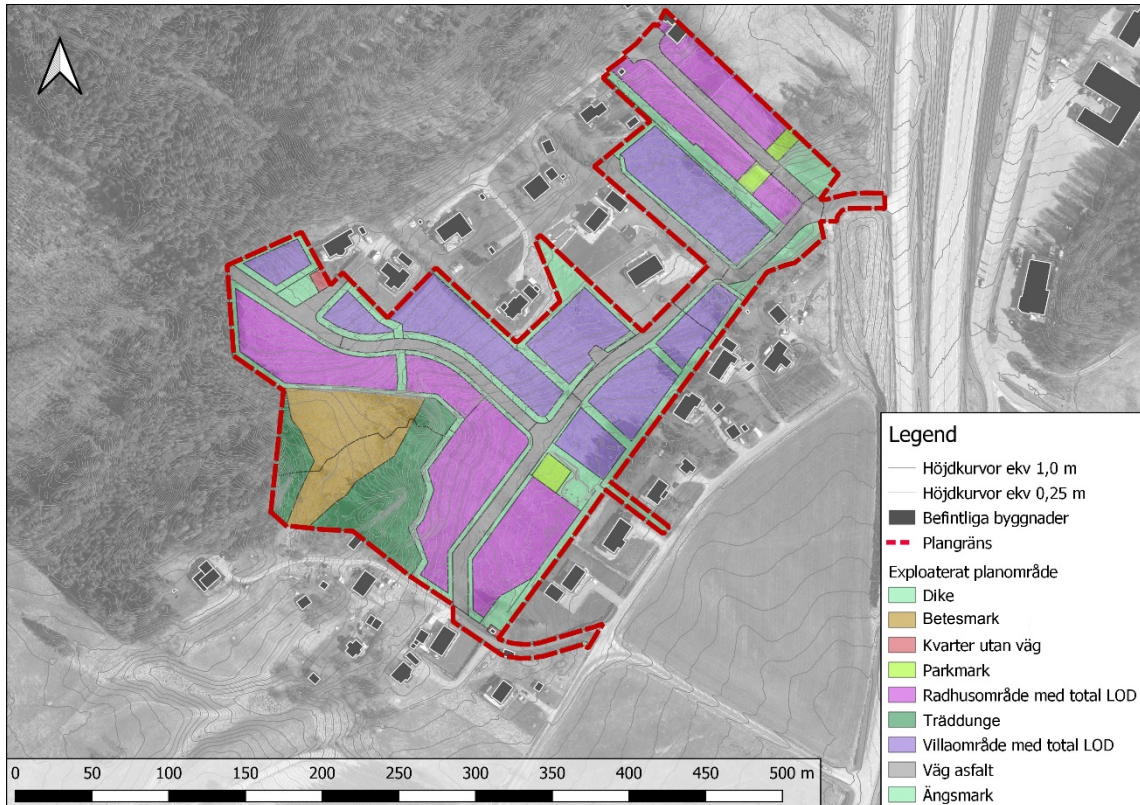 Legend
Höjdkurvor ekv 1,0 m
Höjdkurvor ekv 0,25 m
Befintliga byggnader
Plangräns
Exploaterat planområde
Dike
Betesmark
Kvarter utan väg
Parkmark
Radhusområde med total LOD
Träddunge
Villaområde med total LOD
Väg asfalt
Ängsmark
0 50 100 150 200 250 300 350 400 450 500 m